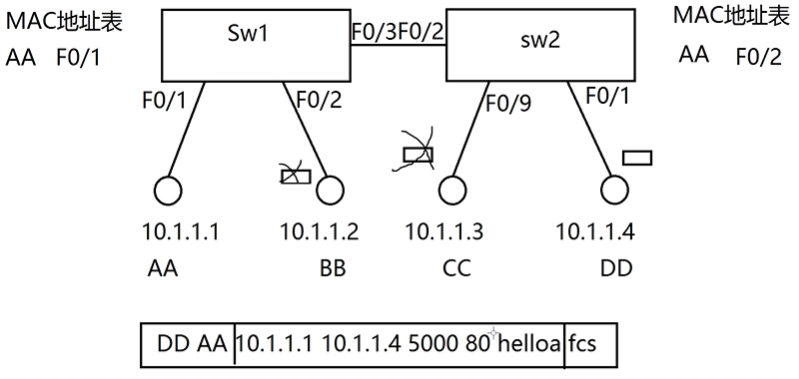 MAC地址表
AA F0/1
Sw1
F0/3F0/2
sw2
MAC地址表
AA F0/2
F0/1
F0/2
F0/9
F0/1
10.1.1.1
10.1.1.2
10.1.1.3
10.1.1.4
AA
BB
CC
DD
DD AA 10.1.1.1 10.1.1.4 5000 80 helloa fcs